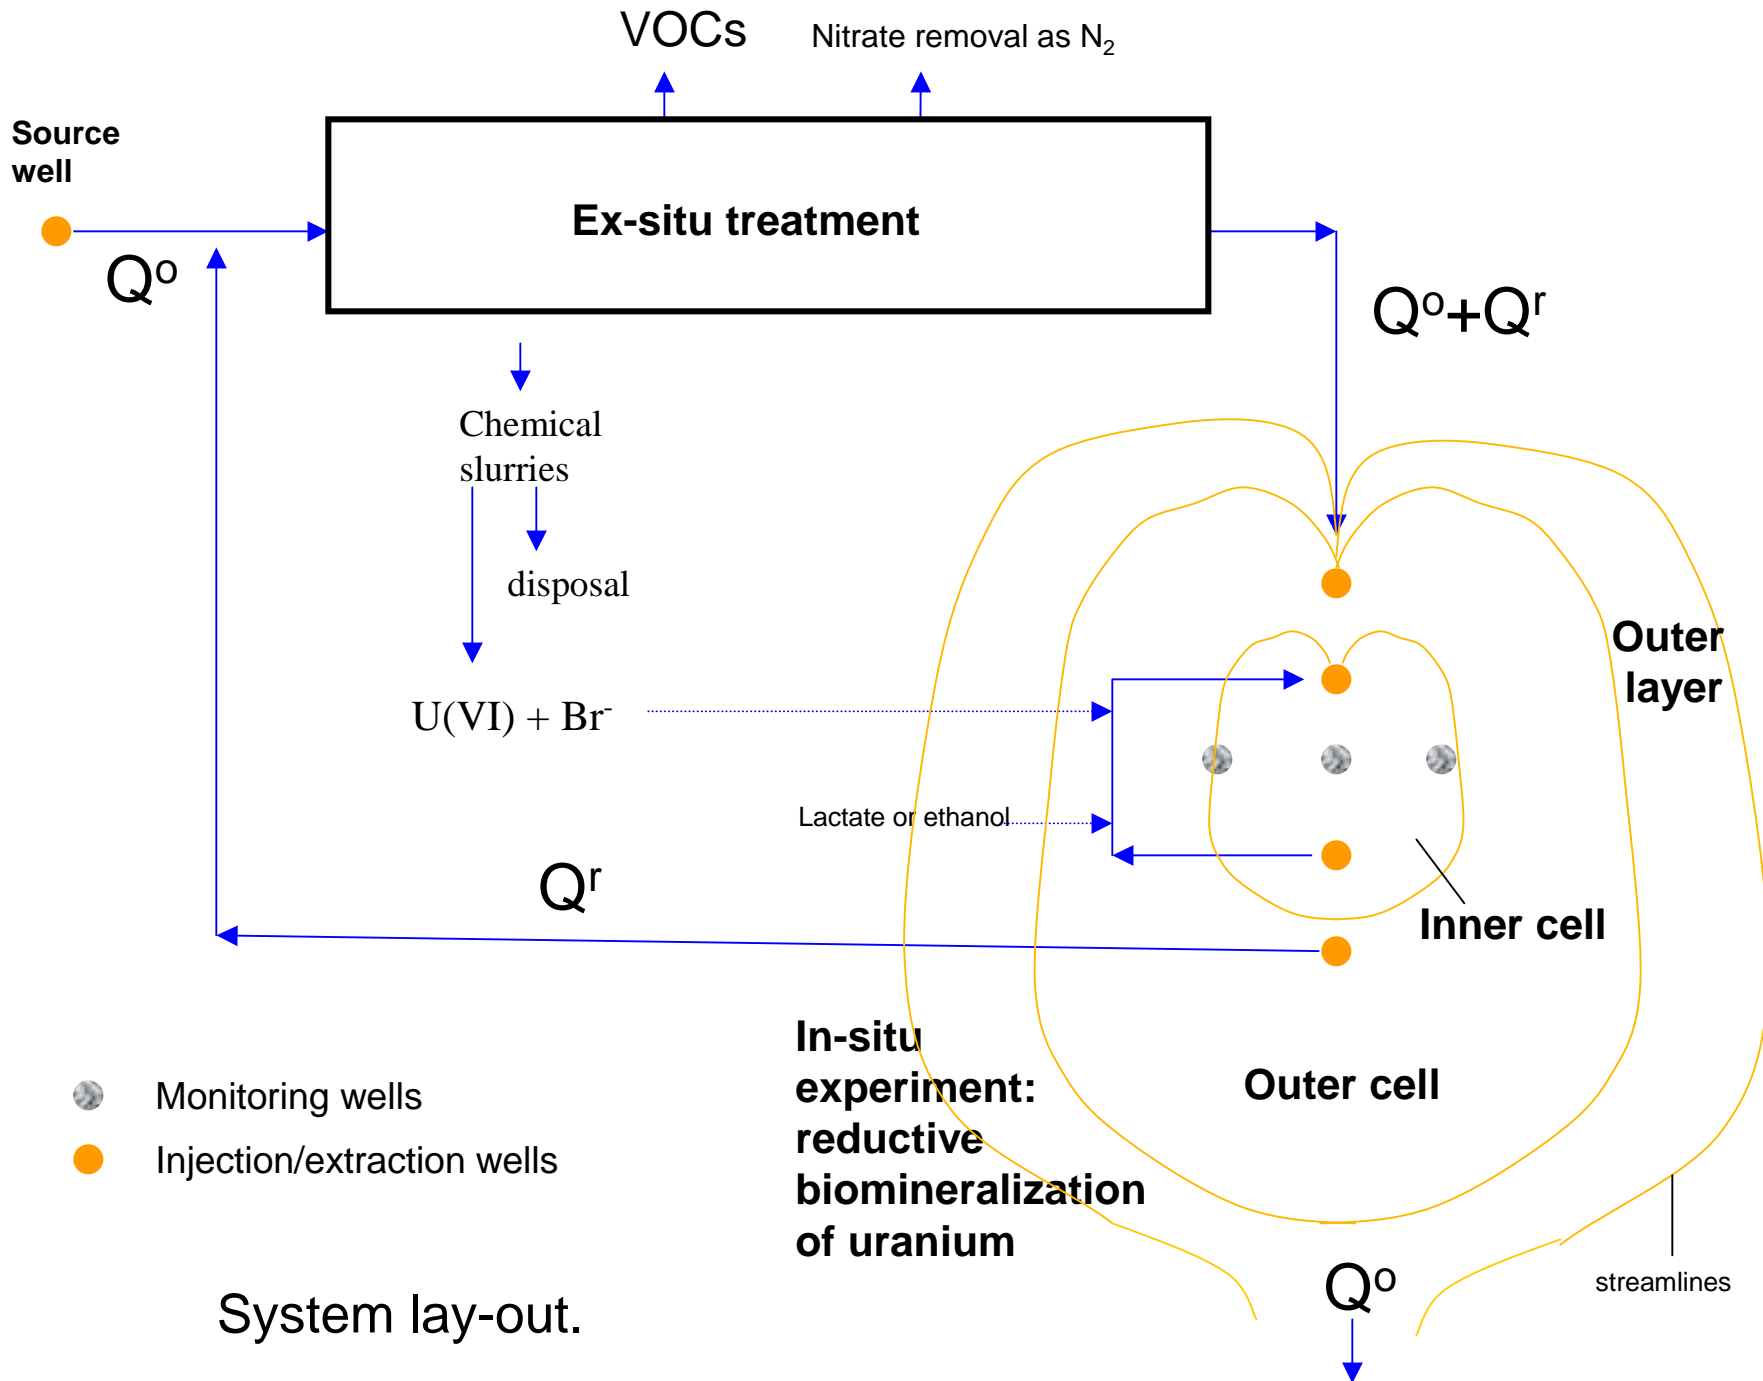 VOCs
Nitrate removal as N₂
Source
well
Ex-situ treatment
Qᵒ
Qᵒ+Qʳ
Chemical
slurries
disposal
Outer
layer
U(VI) + Br⁻
Lactate or ethanol
Qʳ
Inner cell
In-situ
experiment:
reductive
biomineralization
of uranium
Outer cell
Monitoring wells
Injection/extraction wells
Qᵒ
streamlines
System lay-out.